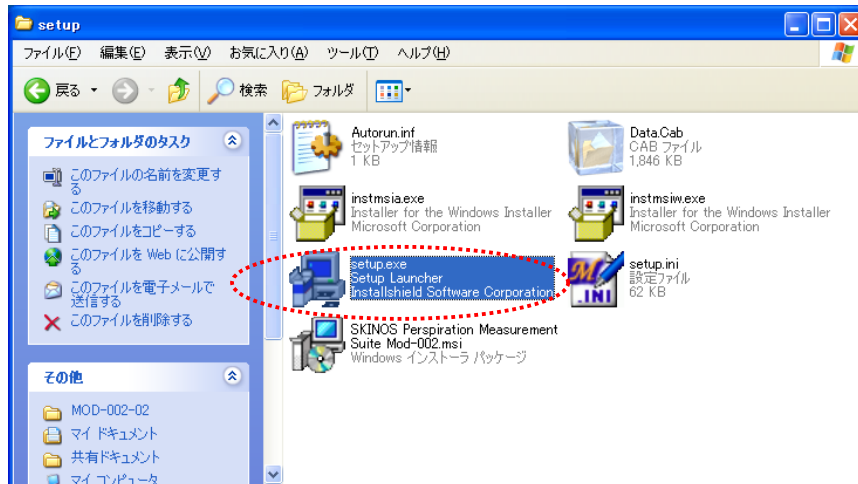 setup
ファイル(F) 編集(E) 表示(V) お気に入り(A) ツール(T) ヘルプ(H)
戻る 検索 フォルダ
ファイルとフォルダのタスク
このファイルの名前を変更す
る
このファイルを移動する
このファイルをコピーする
このファイルを Web に公開す
る
このファイルを電子メールで
送信する
このファイルを削除する
その他
MOD-002-02
マイ ドキュメント
共有ドキュメント
マイ コンピュータ
Autorun.inf
セットアップ情報
1 KB
Data.Cab
CAB ファイル
1,846 KB
instmsia.exe
Installer for the Windows Installer
Microsoft Corporation
instmsiw.exe
Installer for the Windows Installer
Microsoft Corporation
setup.exe
Setup Launcher
Installshield Software Corporation
M
.INI
setup.ini
設定ファイル
62 KB
SKINOS Perspiration Measurement
Suite Mod-002.msi
Windows インストーラ パッケージ